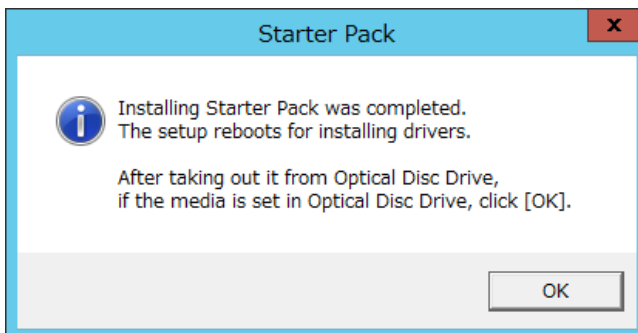 Starter Pack
x
Installing Starter Pack was completed.
The setup reboots for installing drivers.
After taking out it from Optical Disc Drive,
if the media is set in Optical Disc Drive, click [OK].
OK